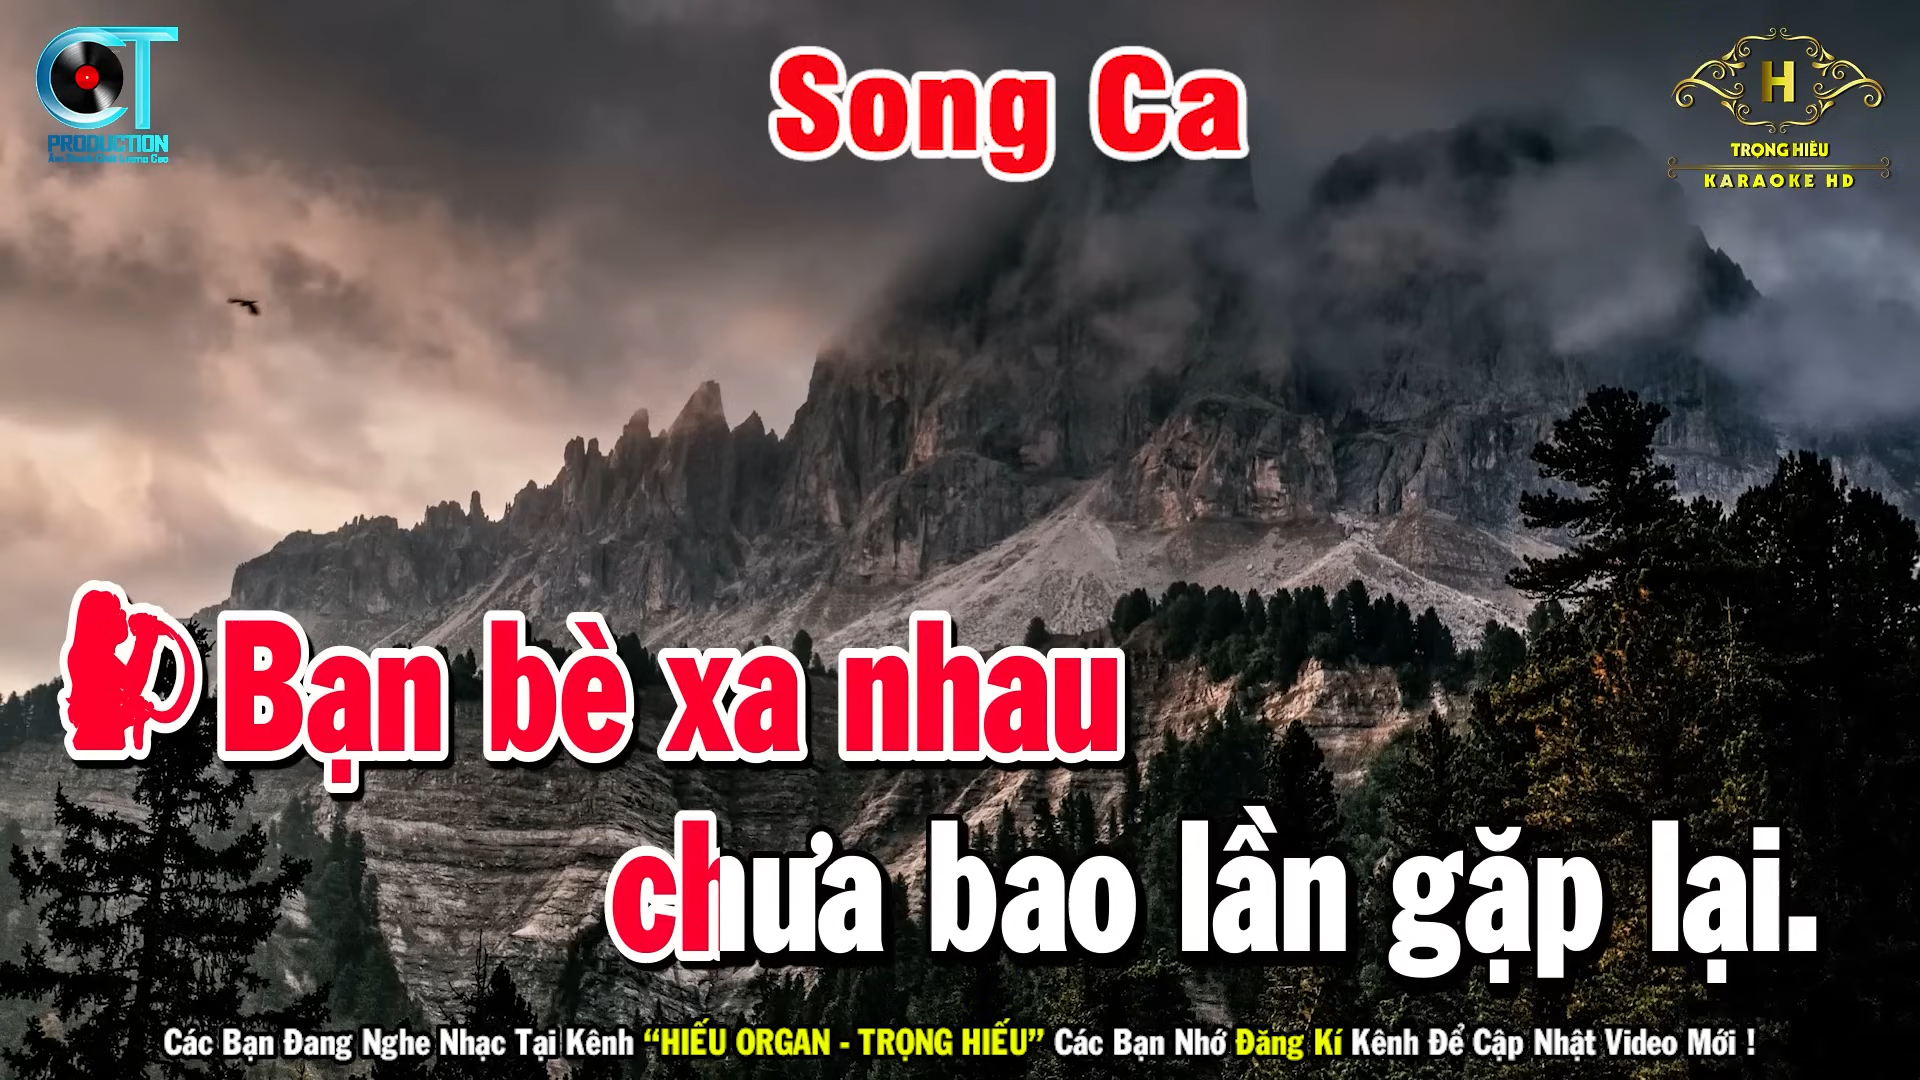 CT
PRODUCTION
Song Ca
H
TRỌNG HIẾU
KARAOKE HD
Bạn bè xa nhau
chưa bao lần gặp lại.
Các Bạn Đang Nghe Nhạc Tại Kênh “HIẾU ORGAN - TRỌNG HIẾU” Các Bạn Nhớ Đăng Kí Kênh Để Cập Nhật Video Mới !